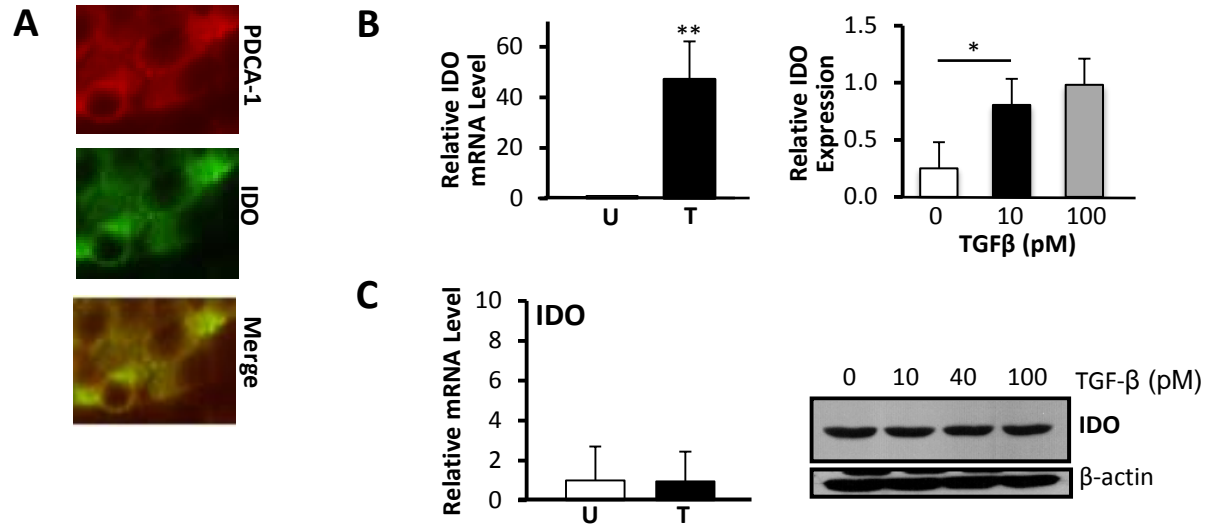 A
PDCA-1
IDO
Merge
B
Relative IDO
mRNA Level
60
40
20
0
**
U
T
Relative IDO
Expression
1.5
1.0
0.5
0.0
*
0
10
100
TGFβ (pM)
C
Relative mRNA Level
10
8
6
4
2
0
IDO
U
T
0 10 40 100 TGF-β (pM)
IDO
β-actin